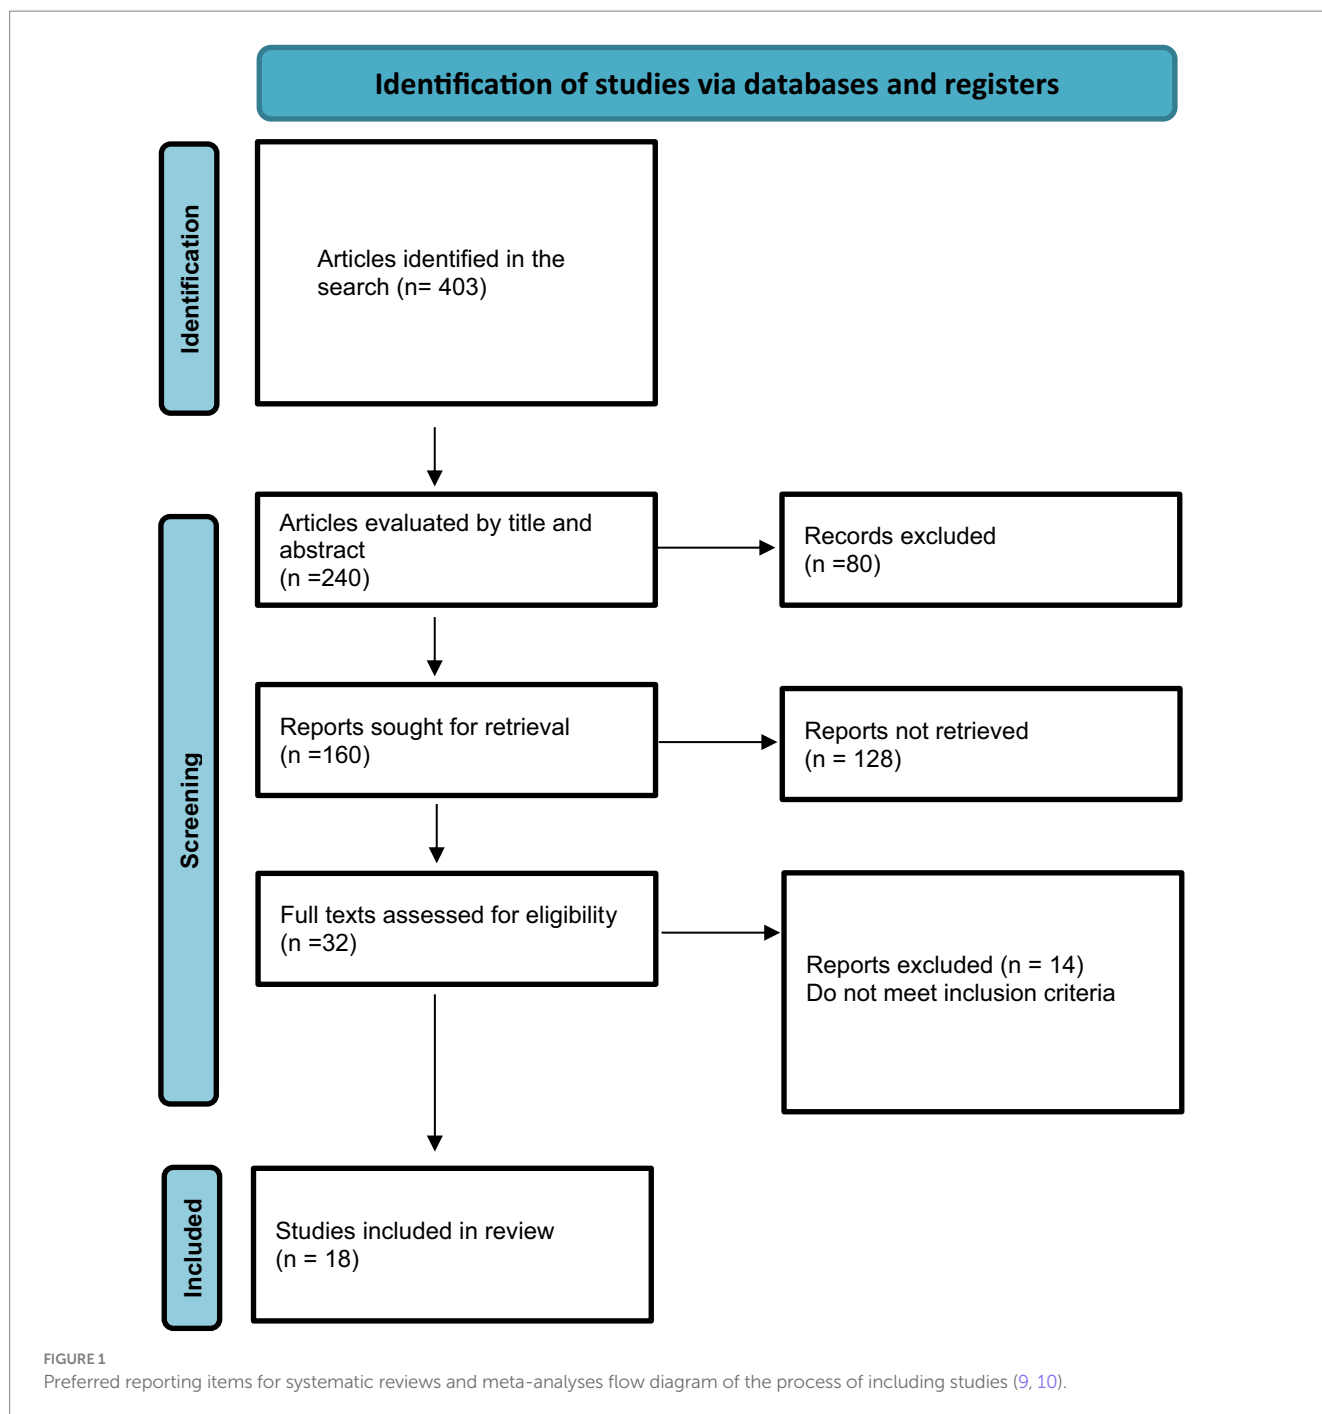 Identification of studies via databases and registers
Identification
Articles identified in the
search (n= 403)
Screening
Articles evaluated by title and
abstract
(n =240)
Records excluded
(n =80)
Reports sought for retrieval
(n =160)
Reports not retrieved
(n = 128)
Full texts assessed for eligibility
(n =32)
Reports excluded (n = 14)
Do not meet inclusion criteria
Included
Studies included in review
(n = 18)
FIGURE 1
Preferred reporting items for systematic reviews and meta-analyses flow diagram of the process of including studies (9, 10).